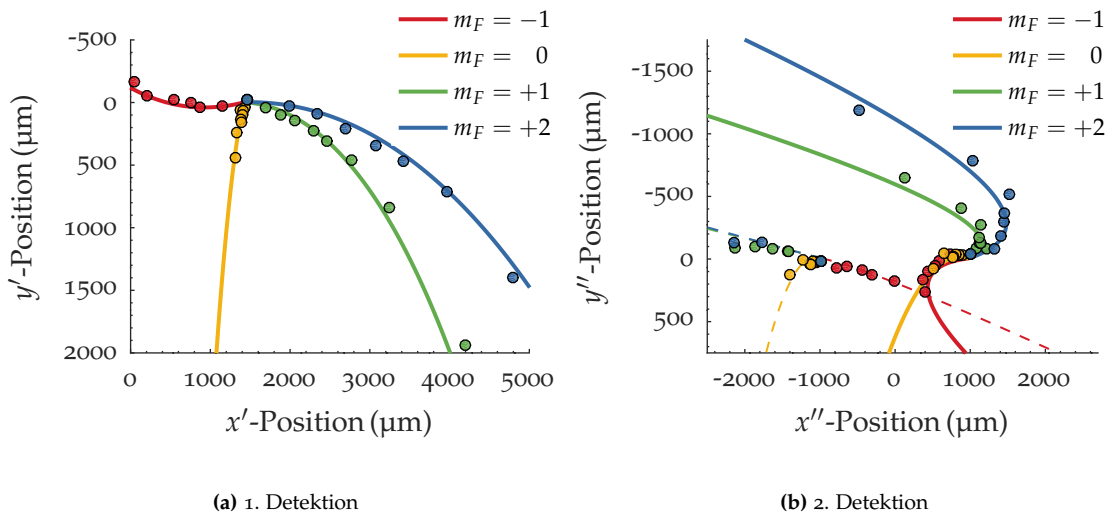 m_F = −1
m_F = 0
m_F = +1
m_F = +2
-500
0
500
1000
1500
2000
0 1000 2000 3000 4000 5000
y′-Position (µm)
x′-Position (µm)
(a) 1. Detektion
m_F = −1
m_F = 0
m_F = +1
m_F = +2
-1500
-1000
-500
0
500
-2000 -1000 0 1000 2000
y″-Position (µm)
x″-Position (µm)
(b) 2. Detektion